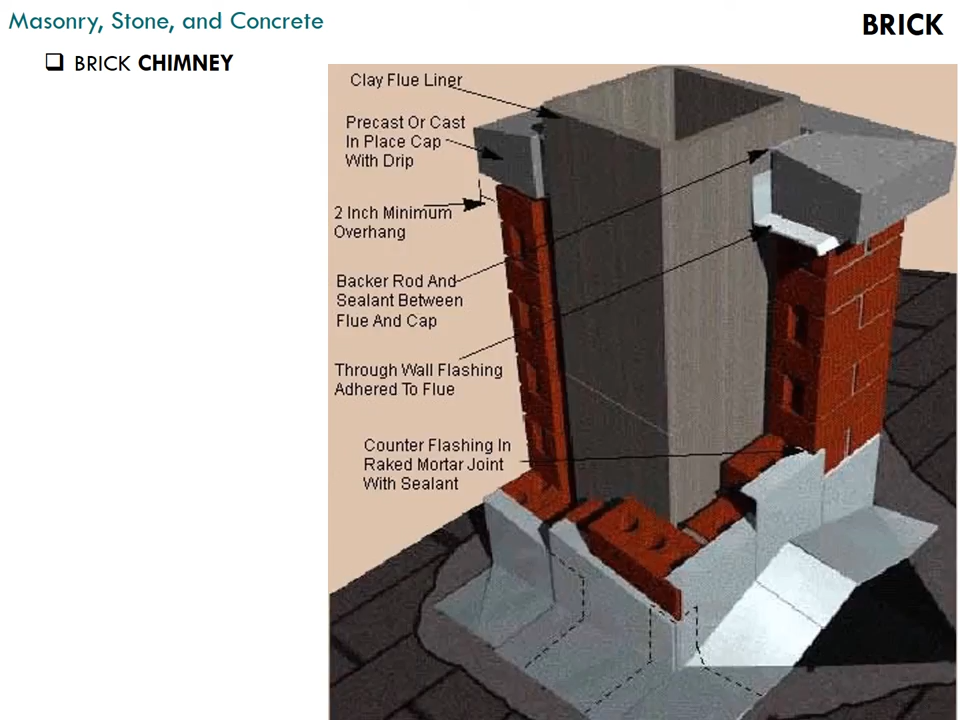 Masonry, Stone, and Concrete
BRICK
BRICK CHIMNEY
Clay Flue Liner
Precast Or Cast
In Place Cap
With Drip
2 Inch Minimum
Overhang
Backer Rod And
Sealant Between
Flue And Cap
Through Wall Flashing
Adhered To Flue
Counter Flashing In
Raked Mortar Joint
With Sealant